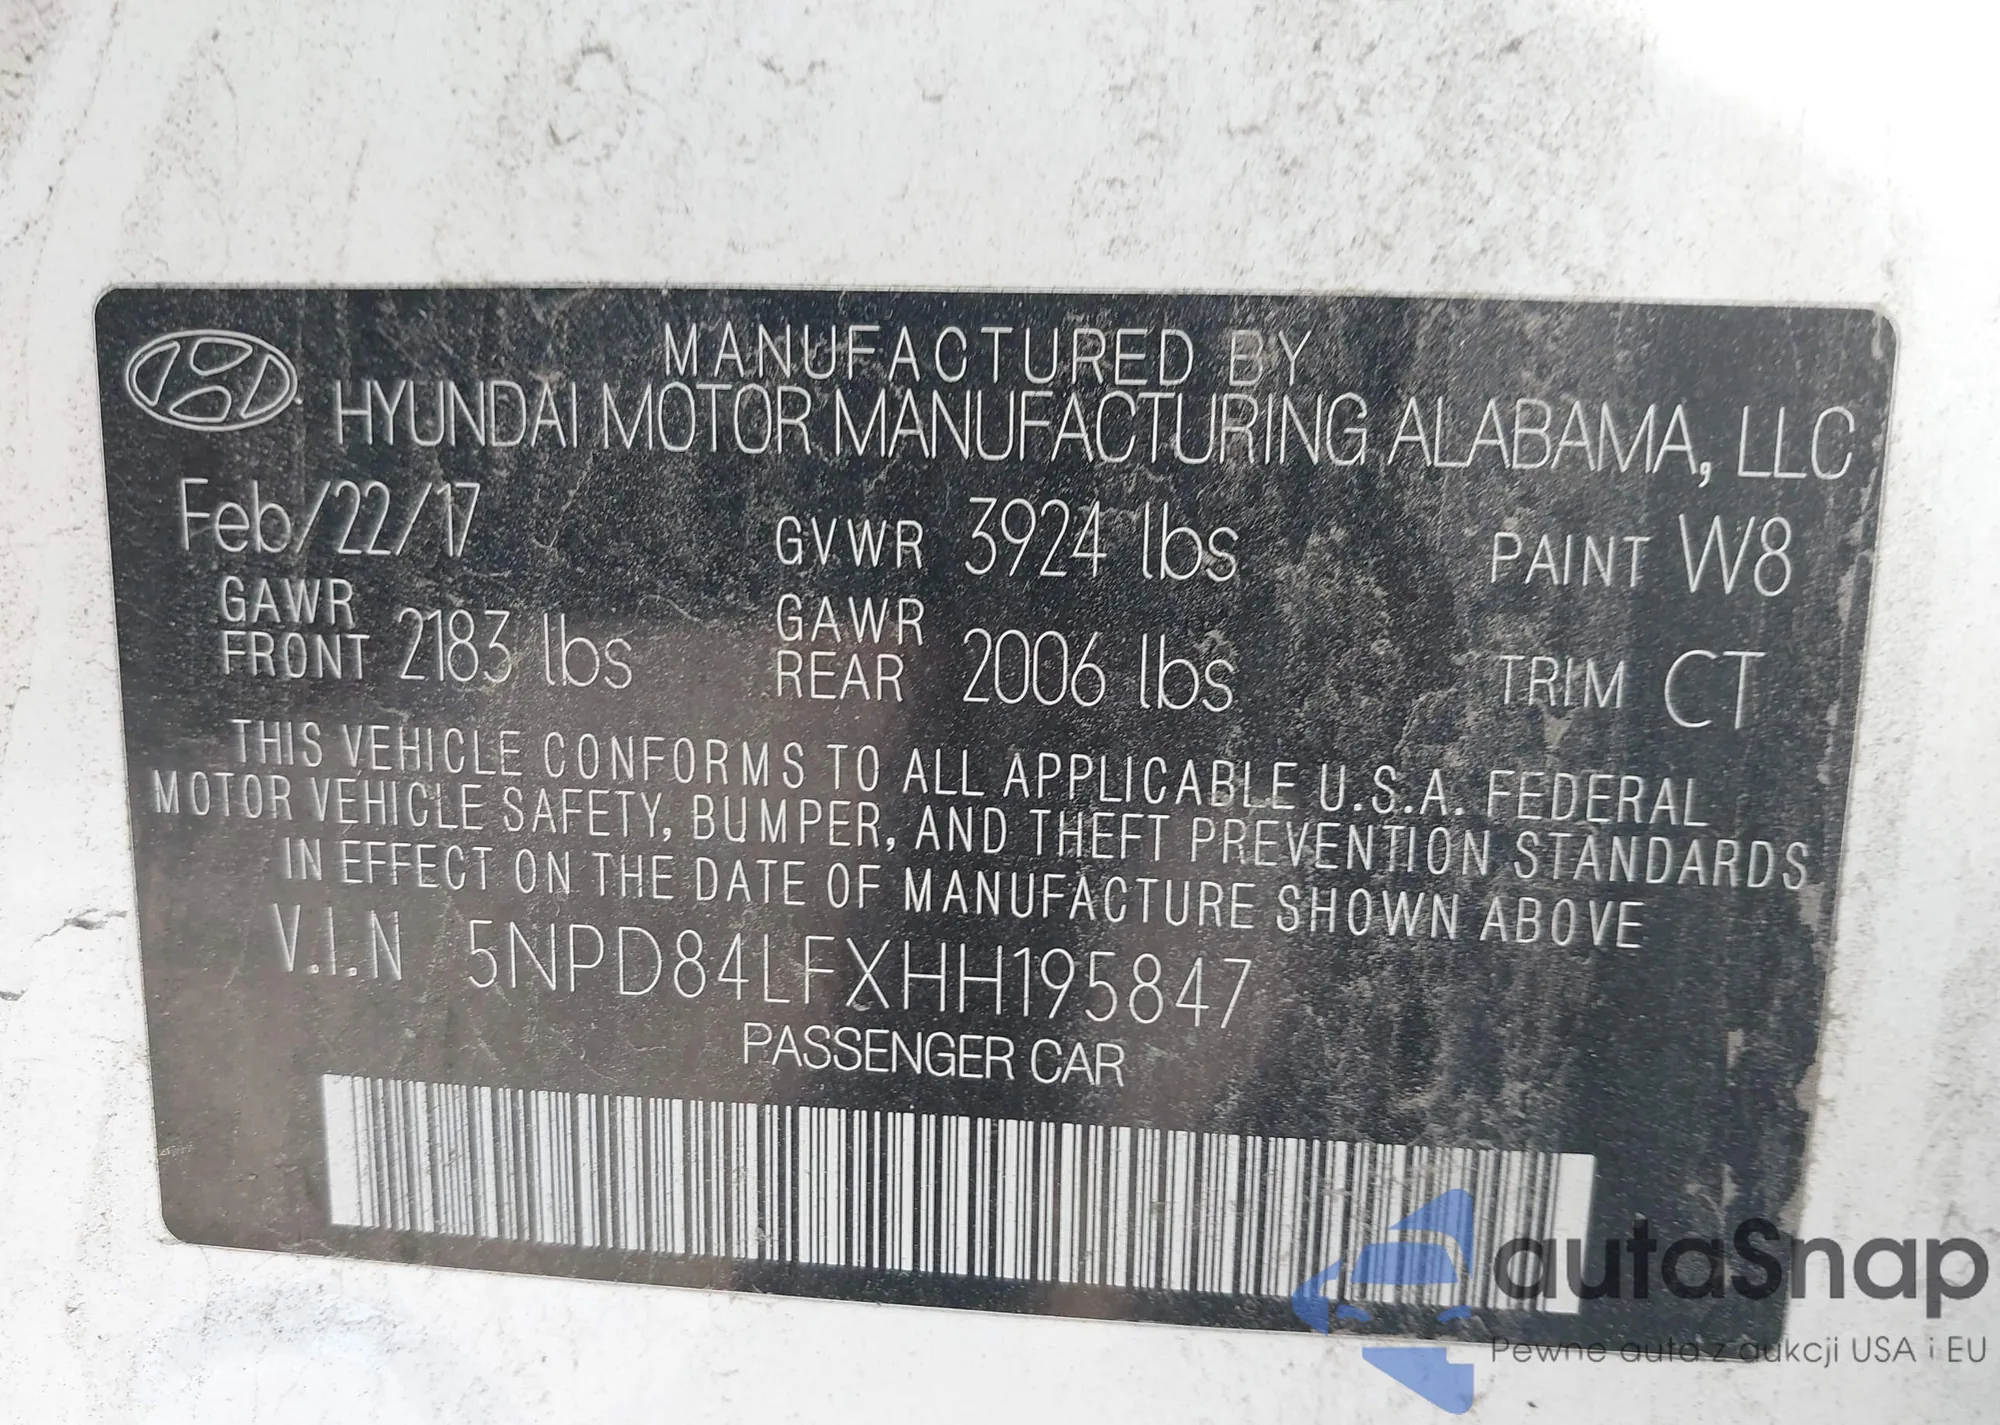 MANUFACTURED BY
HYUNDAI MOTOR MANUFACTURING ALABAMA, LLC
Feb/22/17 GVWR 3924 lbs PAINT W8
GAWR FRONT 2183 lbs GAWR REAR 2006 lbs TRIM CT
THIS VEHICLE CONFORMS TO ALL APPLICABLE U.S.A. FEDERAL
MOTOR VEHICLE SAFETY, BUMPER, AND THEFT PREVENTION STANDARDS
IN EFFECT ON THE DATE OF MANUFACTURE SHOWN ABOVE
V.I.N 5NPD84LFXHH195847
PASSENGER CAR
autaSnap
Pewne auta z aukcji USA i EU